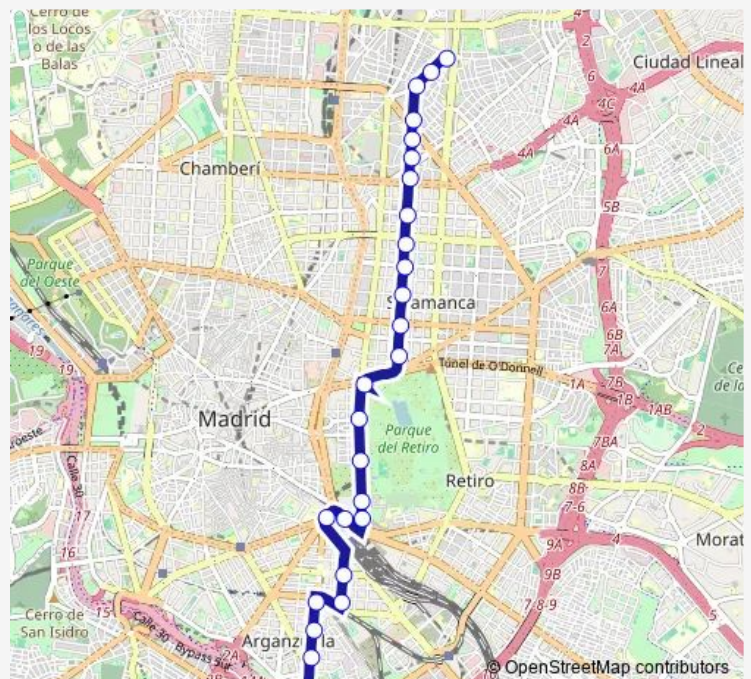 Cerro de
los Locos
o de las
Balas
2
Ciudad Lineal
6
4C
4A
4A
4A
6A
Chamberí
5B
Parque
del Oeste
7
6A
Salamanca
6B
7A
19
19
Túnel de O'Donnell
1A
7B
1B
1AB
2
Madrid
Parque
del Retiro
7BA
8A
Calle 30
Retiro
8B
7-6
17
9A
Morat
16
9B
7-8-9
15
5
Cerro de
San Isidro
Calle 30 - Bypass Sur
Arganzuela
2A
© OpenStreetMap contributors